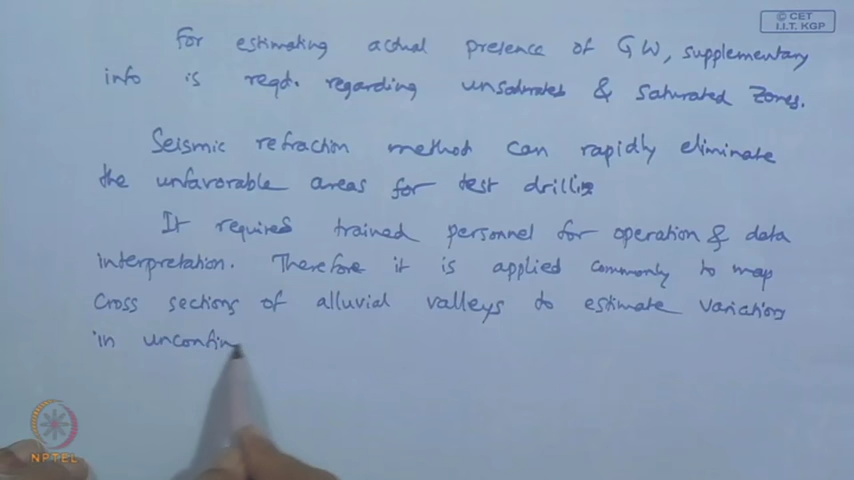 © CET
I.I.T. KGP
For estimating actual presence of GW, supplementary
info is reqd. regarding unsaturated & saturated zones.
Seismic refraction method can rapidly eliminate
the unfavorable areas for test drilling
It required trained personnel for operation & data
interpretation. Therefore it is applied commonly to map
cross sections of alluvial valleys to estimate variations
in unconfin
NPTEL